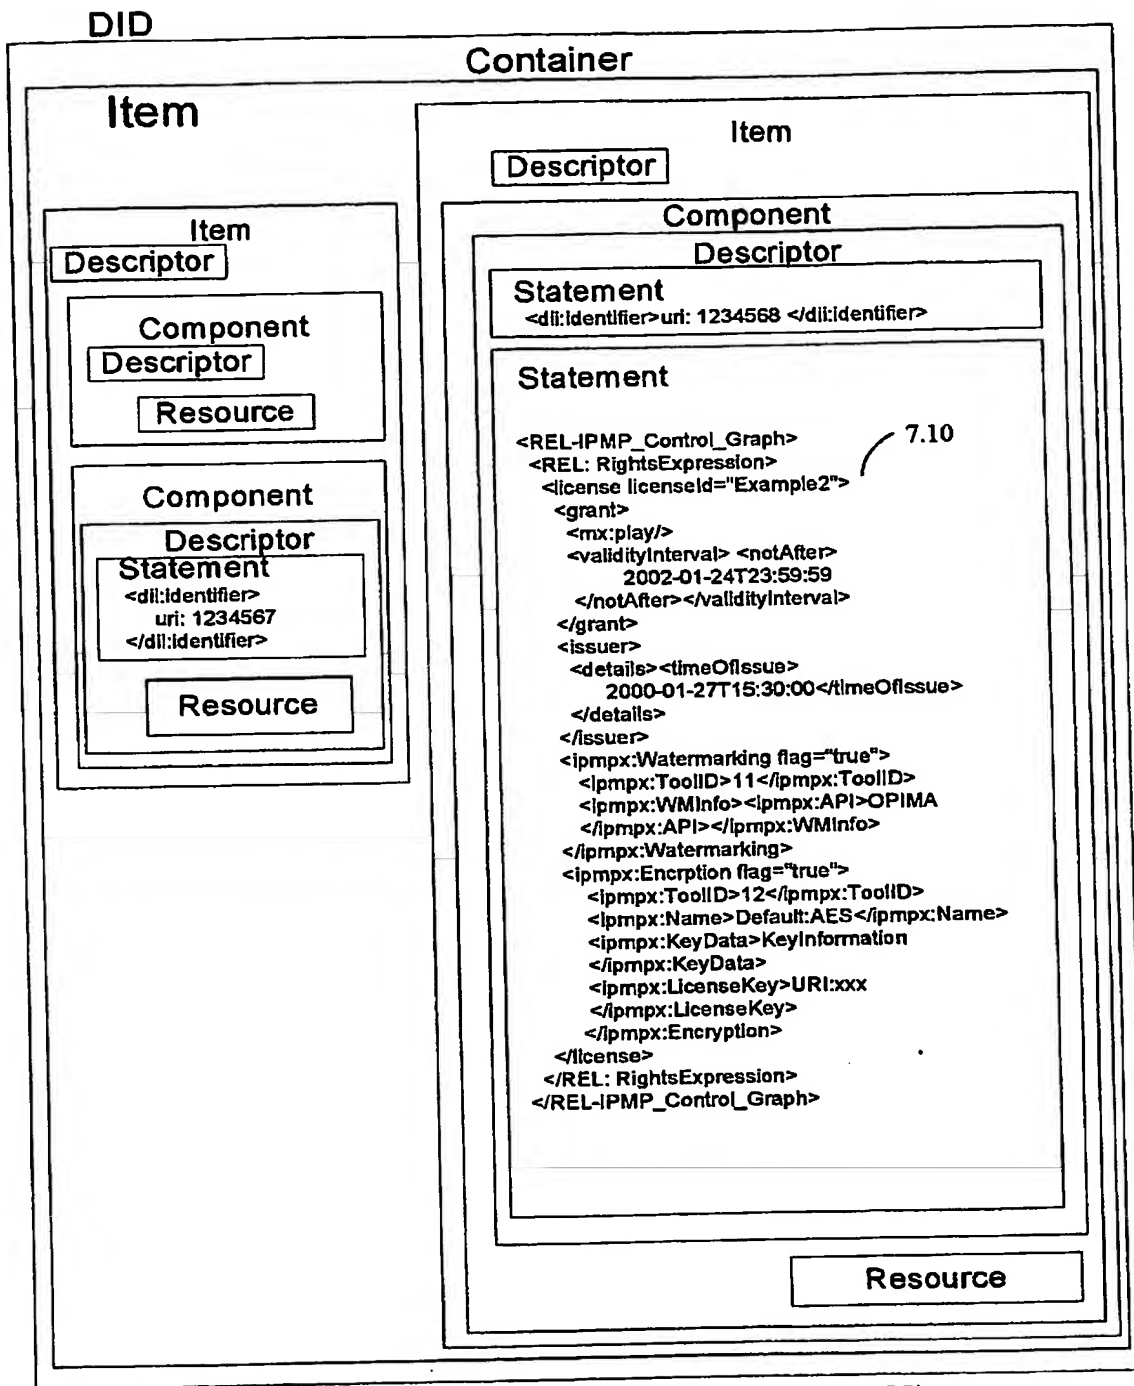 DID
Container
Item
Item
Descriptor
Component
Descriptor
Resource
Component
Descriptor
Statement
<dii:identifier>
uri: 1234567
</dii:identifier>
Resource
Item
Descriptor
Component
Descriptor
Statement
<dii:identifier>uri: 1234568 </dii:identifier>
Statement
<REL-IPMP_Control_Graph>
7.10
<REL: RightsExpression>
<license licenseId="Example2">
<grant>
<mx:play/>
<validityInterval> <notAfter>
2002-01-24T23:59:59
</notAfter></validityInterval>
</grant>
<issuer>
<details><timeOfIssue>
2000-01-27T15:30:00</timeOfIssue>
</details>
</issuer>
<ipmpx:Watermarking flag="true">
<ipmpx:ToolID>11</ipmpx:ToolID>
<ipmpx:WMInfo><ipmpx:API>OPIMA
</ipmpx:API></ipmpx:WMInfo>
</ipmpx:Watermarking>
<ipmpx:Encrption flag="true">
<ipmpx:ToolID>12</ipmpx:ToolID>
<ipmpx:Name>Default:AES</ipmpx:Name>
<ipmpx:KeyData>KeyInformation
</ipmpx:KeyData>
<ipmpx:LicenseKey>URI:xxx
</ipmpx:LicenseKey>
</ipmpx:Encryption>
</license>
</REL: RightsExpression>
</REL-IPMP_Control_Graph>
Resource